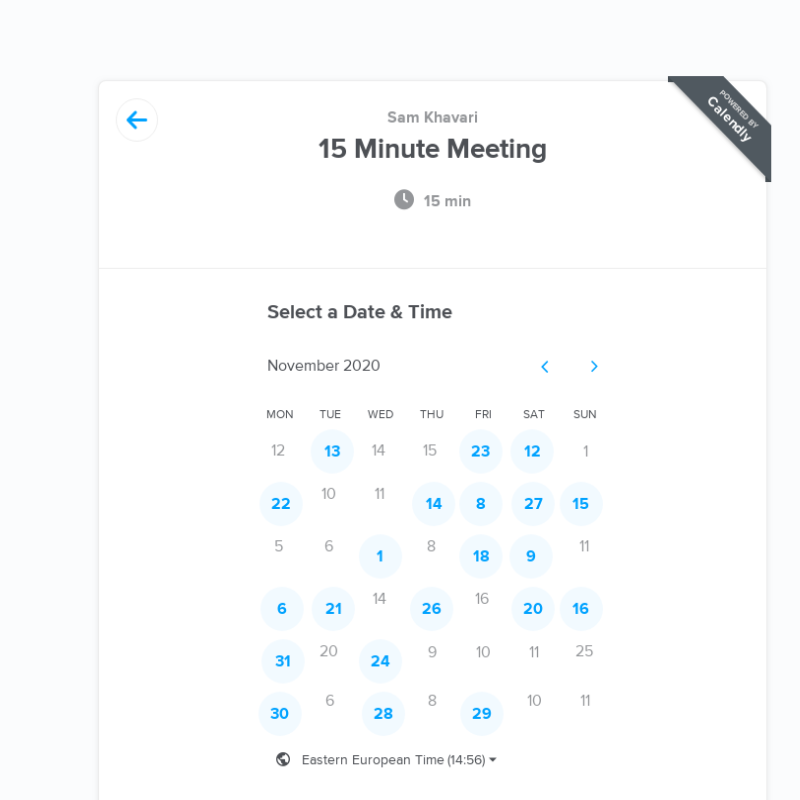 POWERED BY
Calendly
Sam Khavari
15 Minute Meeting
15 min
Select a Date & Time
November 2020
MON TUE WED THU FRI SAT SUN
12 13 14 15 23 12 1
22 10 11 14 8 27 15
5 6 1 8 18 9 11
6 21 14 26 16 20 16
31 20 24 9 10 11 25
30 6 28 8 29 10 11
Eastern European Time (14:56)